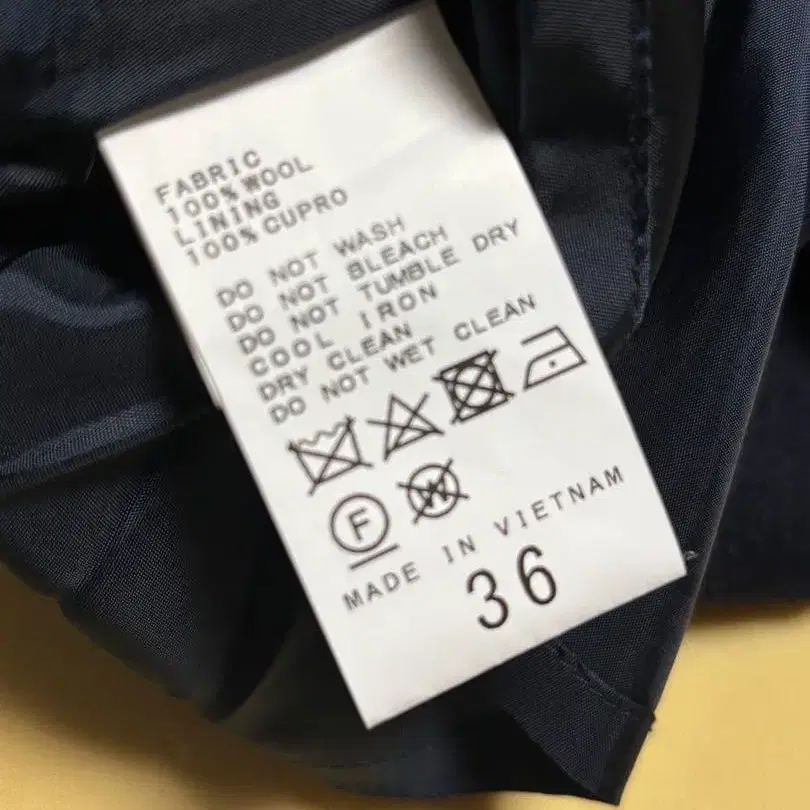 FABRIC
100%WOOL
LINING
100%CUPRO
DO NOT WASH
DO NOT BLEACH
DO NOT TUMBLE DRY
COOL IRON
DRY CLEAN
DO NOT WET CLEAN
F W
MADE IN VIETNAM
36